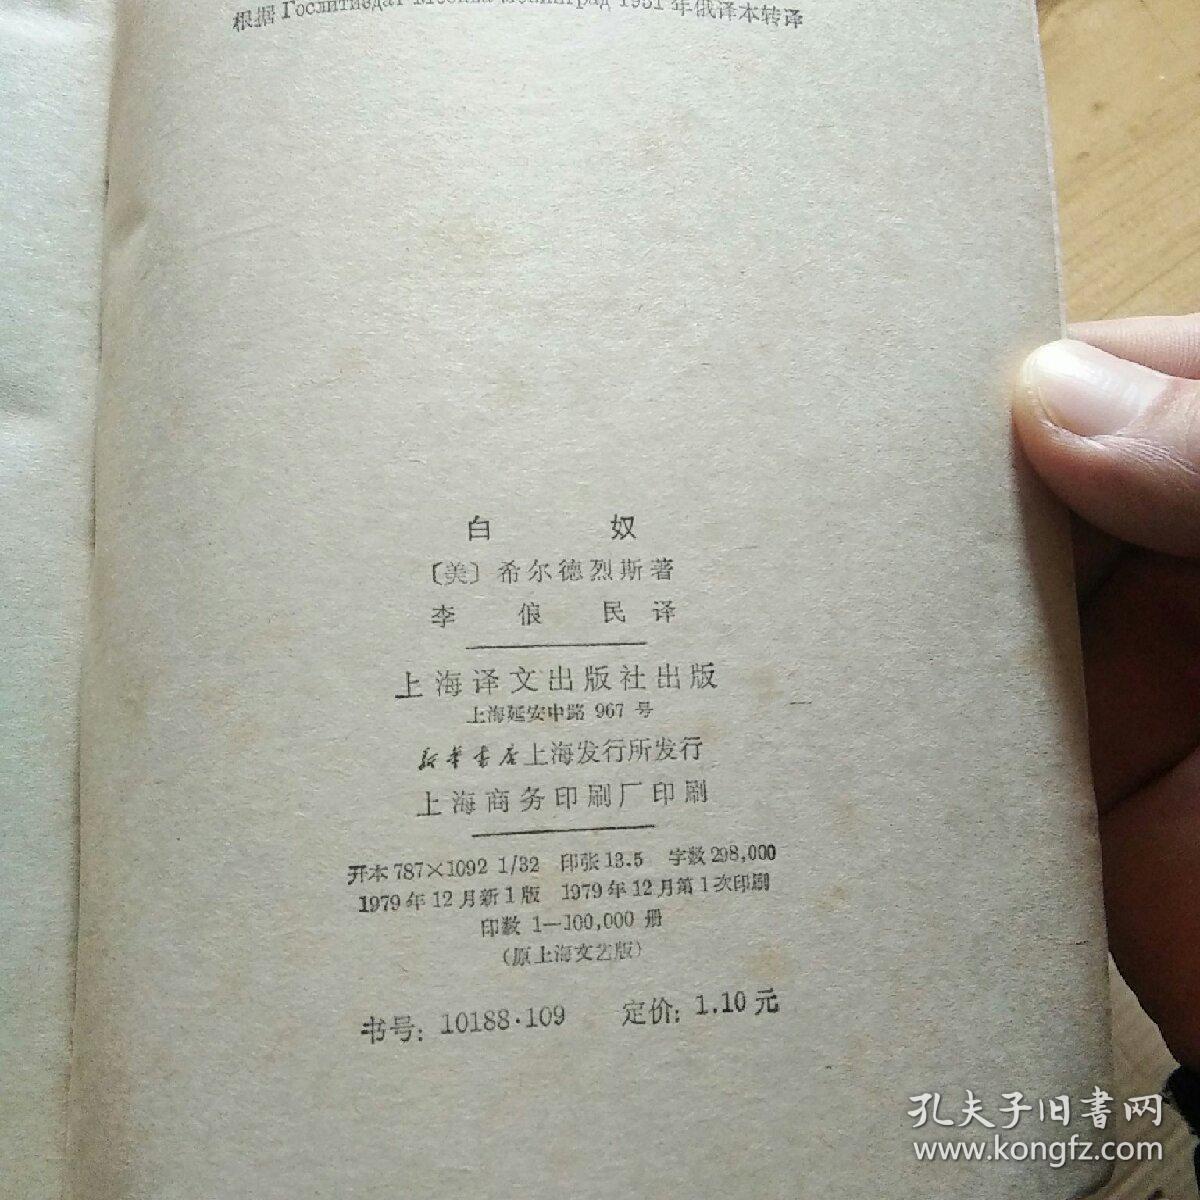 根据 Гослитиздат Москва Ленинград 1951 年俄译本转译
白　　奴
〔美〕希尔德烈斯著
李　俍　民　译
上海译文出版社出版
上海延安中路 967 号
新华书店上海发行所发行
上海商务印刷厂印刷
开本 787×1092 1/32　印张 13.5　字数 298,000
1979 年 12 月新 1 版　1979 年 12 月第 1 次印刷
印数 1—100,000 册
（原上海文艺版）
书号：10188·109　定价：1.10 元
孔夫子旧书网
www.kongfz.com